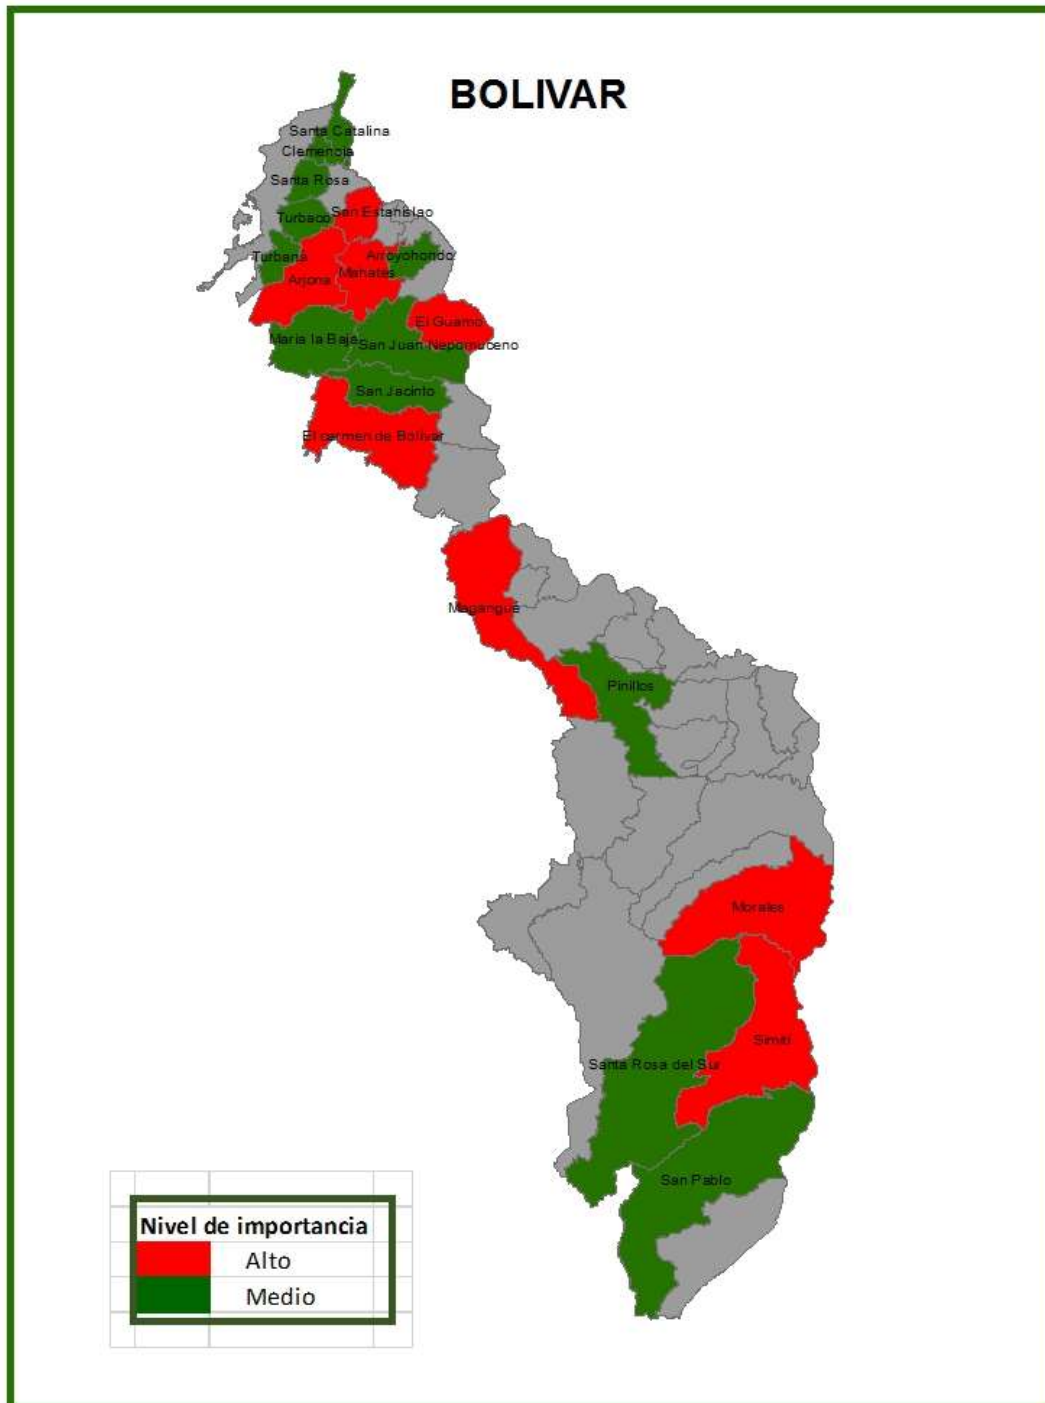 BOLIVAR
Santa Catalina
Clemencia
Santa Rosa
Turbaco
San Estanislao
Turbaná
Arroyohondo
Mahates
Arjona
El Guamo
María la Baja
San Juan Nepomuceno
San Jacinto
El carmen de Bolívar
Magangué
Pinillos
Morales
Simití
Santa Rosa del Sur
San Pablo
Nivel de importancia
Alto
Medio